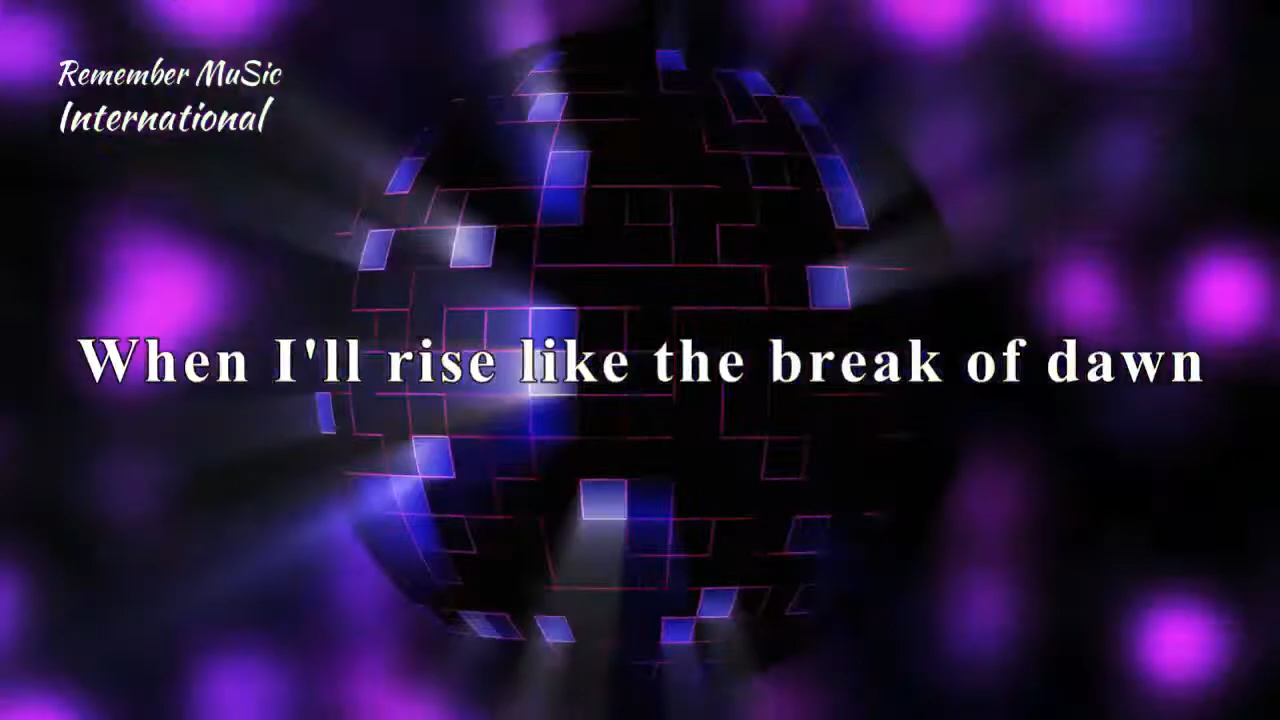 Remember MuSic
International
When I'll rise like the break of dawn